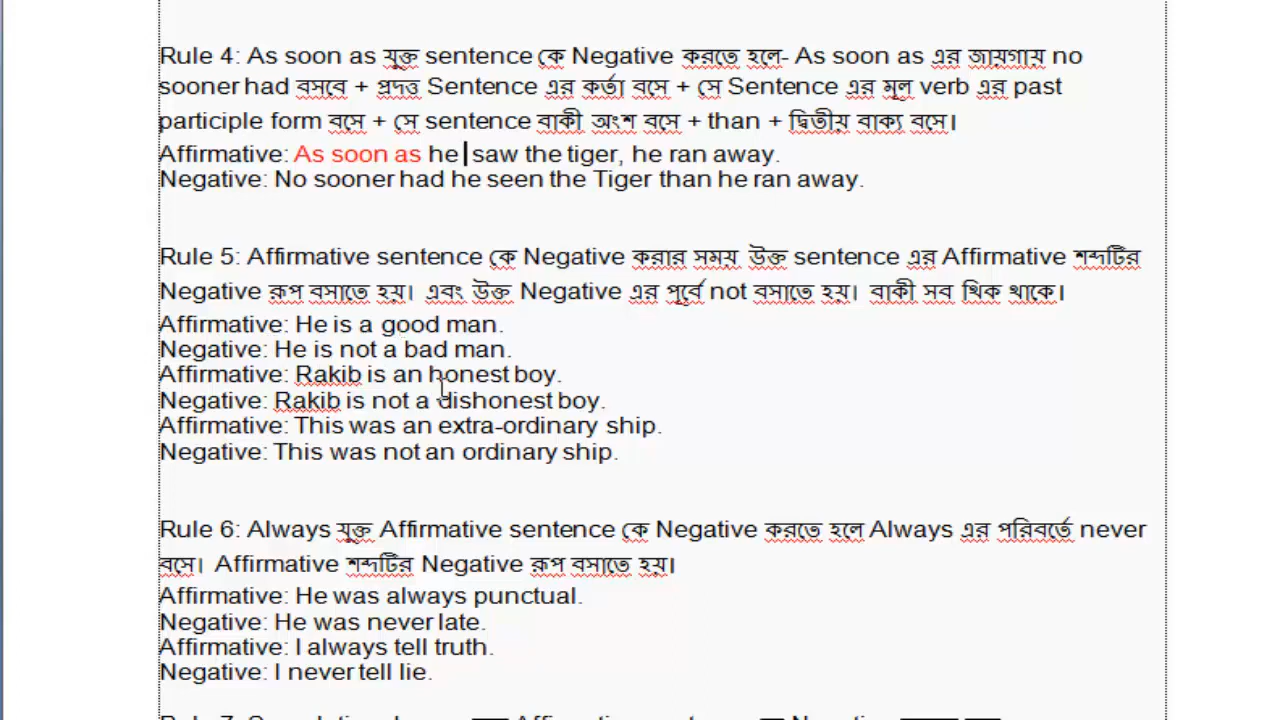 Rule 4: As soon as যুক্ত sentence কে Negative করতে হলে- As soon as এর জায়গায় no
sooner had বসবে + প্রদত্ত Sentence এর কর্তা বসে + সে Sentence এর মূল verb এর past
participle form বসে + সে sentence বাকী অংশ বসে + than + দ্বিতীয় বাক্য বসে।
Affirmative: As soon as he saw the tiger, he ran away.
Negative: No sooner had he seen the Tiger than he ran away.
Rule 5: Affirmative sentence কে Negative করার সময় উক্ত sentence এর Affirmative শব্দটির
Negative রূপ বসাতে হয়। এবং উক্ত Negative এর পূর্বে not বসাতে হয়। বাকী সব থিক থাকে।
Affirmative: He is a good man.
Negative: He is not a bad man.
Affirmative: Rakib is an honest boy.
Negative: Rakib is not a dishonest boy.
Affirmative: This was an extra-ordinary ship.
Negative: This was not an ordinary ship.
Rule 6: Always যুক্ত Affirmative sentence কে Negative করতে হলে Always এর পরিবর্তে never
বসে। Affirmative শব্দটির Negative রূপ বসাতে হয়।
Affirmative: He was always punctual.
Negative: He was never late.
Affirmative: I always tell truth.
Negative: I never tell lie.